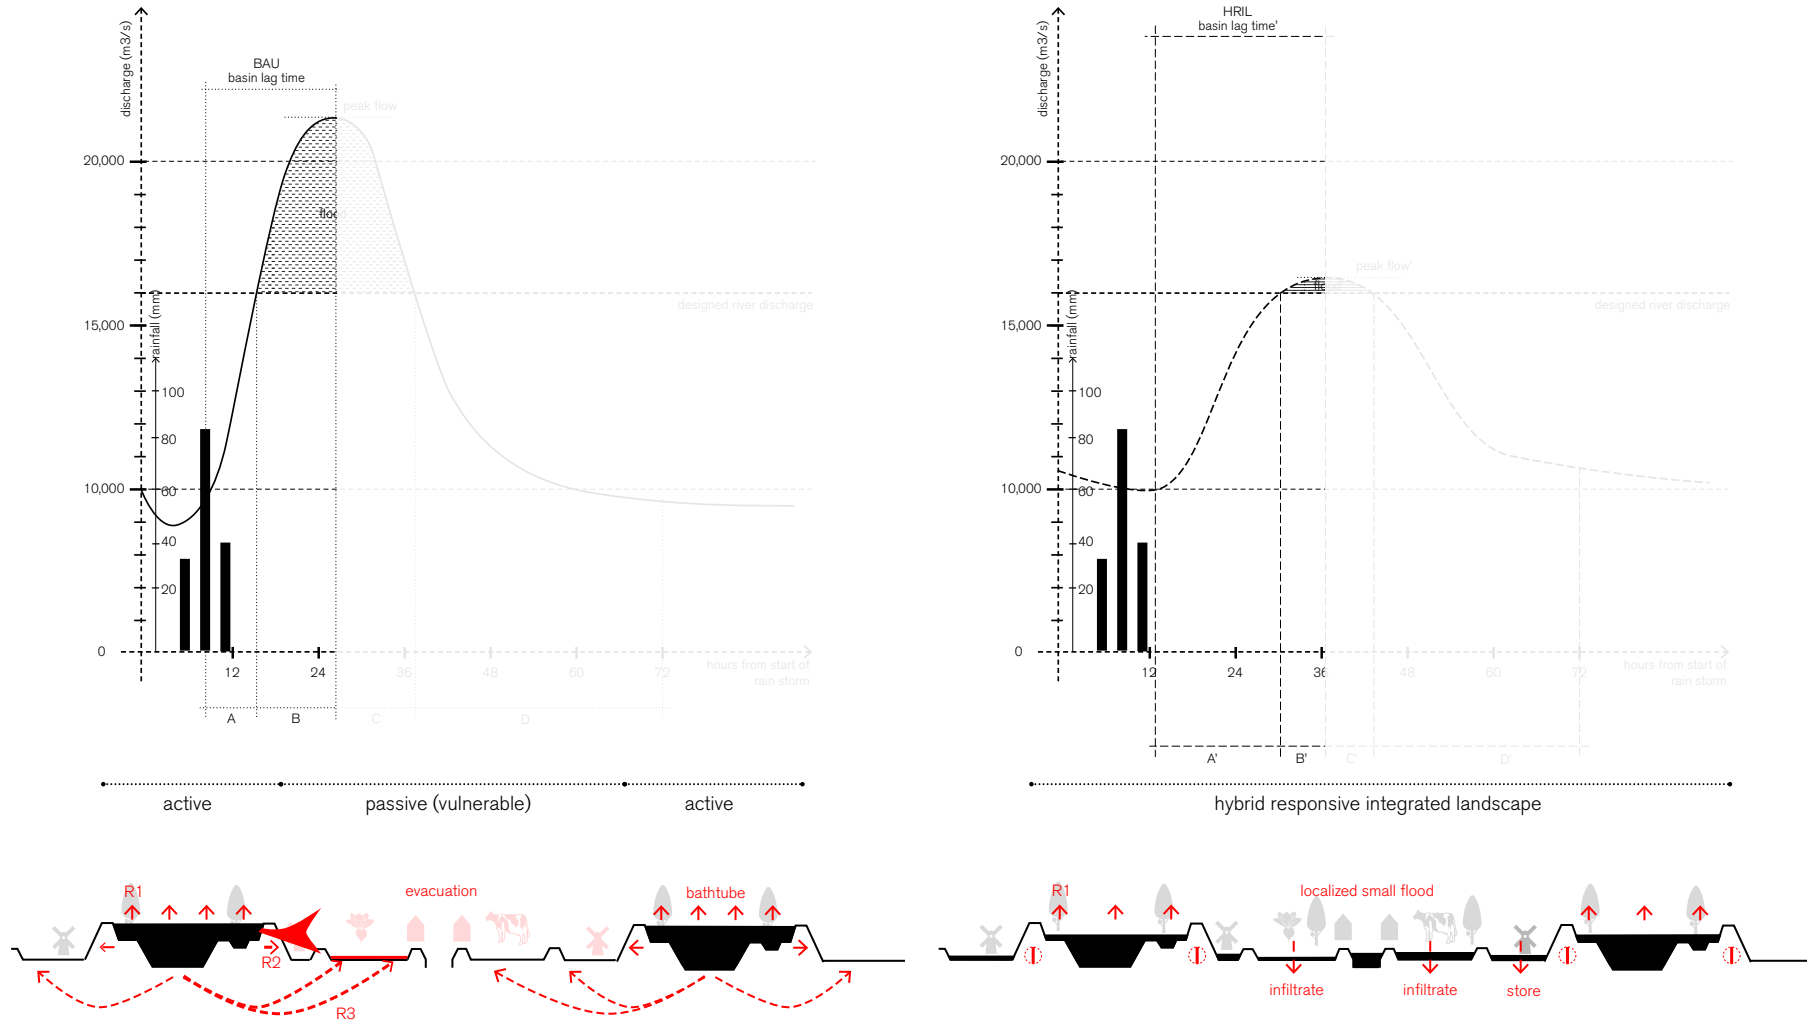 BAU
basin lag time
discharge (m3/s)
peak flow
20,000
designed river discharge
15,000
rainfall (mm)
100
80
10,000
60
40
20
0
12
24
36
48
60
72
hours from start of
rain storm
A
B
C
D
active
passive (vulnerable)
active
R1
evacuation
bathtube
R2
R3
HRIL
basin lag time'
discharge (m3/s)
20,000
peak flow'
designed river discharge
15,000
rainfall (mm)
100
80
10,000
60
40
20
0
12
24
36
48
60
72
hours from start of
rain storm
A'
B'
C'
D'
hybrid responsive integrated landscape
R1
localized small flood
infiltrate
infiltrate
store